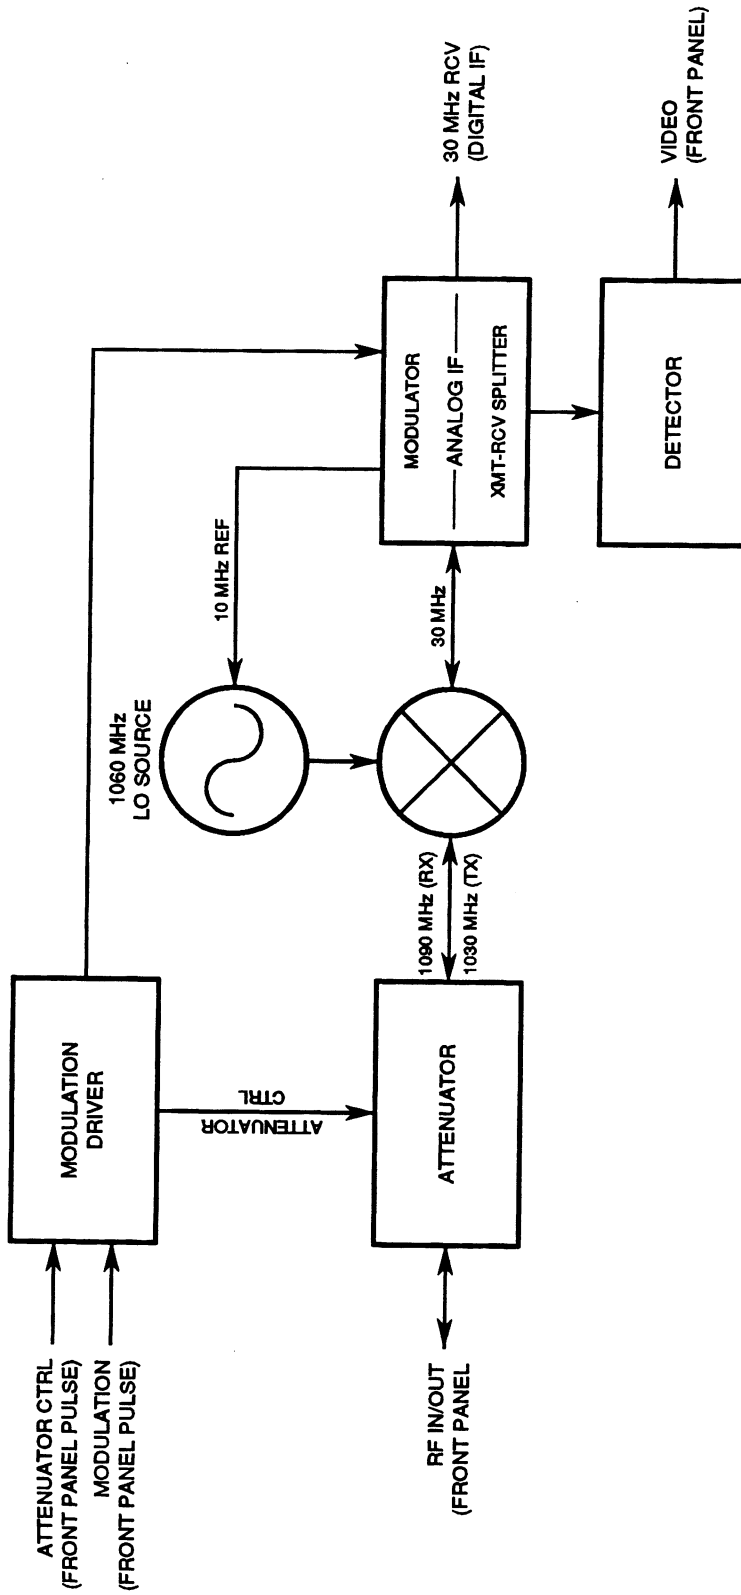 ATTENUATOR CTRL
(FRONT PANEL PULSE)
MODULATION
(FRONT PANEL PULSE)
MODULATION
DRIVER
ATTENUATOR
CTRL
RF IN/OUT
(FRONT PANEL
ATTENUATOR
1090 MHz (RX)
1030 MHz (TX)
1060 MHz
LO SOURCE
10 MHz REF
30 MHz
MODULATOR
ANALOG IF
XMT-RCV SPLITTER
30 MHz RCV
(DIGITAL IF)
DETECTOR
VIDEO
(FRONT PANEL)